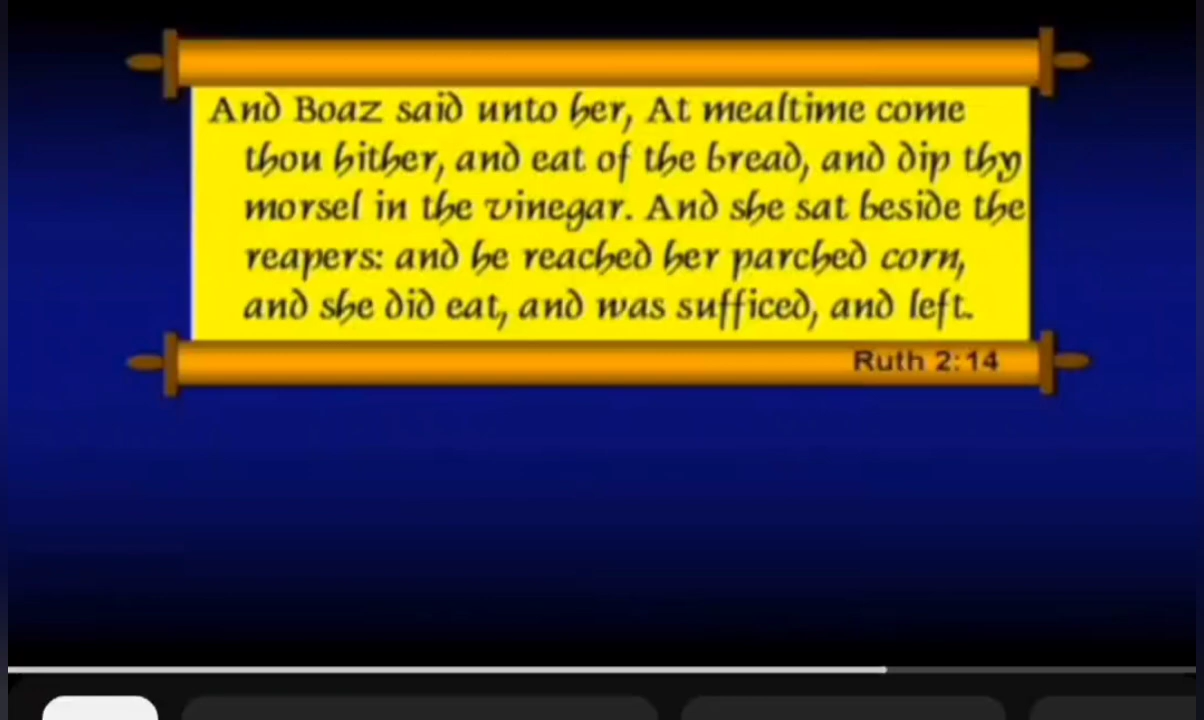 And Boaz said unto her, At mealtime come
thou hither, and eat of the bread, and dip thy
morsel in the vinegar. And she sat beside the
reapers: and he reached her parched corn,
and she did eat, and was sufficed, and left.
Ruth 2:14